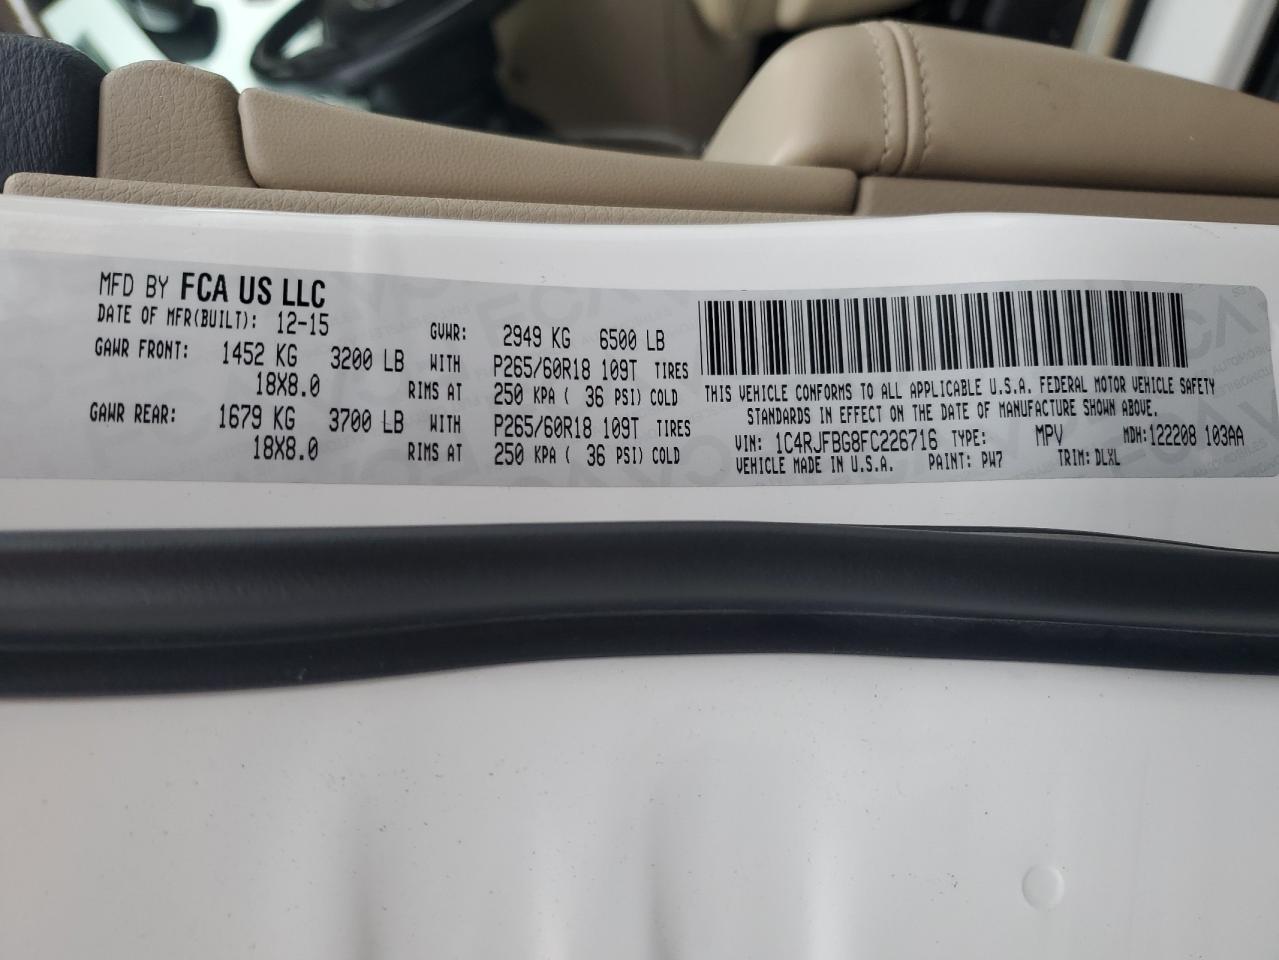 MFD BY FCA US LLC
DATE OF MFR(BUILT): 12-15 GVWR: 2949 KG 6500 LB
GAWR FRONT: 1452 KG 3200 LB WITH P265/60R18 109T TIRES
18X8.0 RIMS AT 250 KPA ( 36 PSI) COLD
GAWR REAR: 1679 KG 3700 LB WITH P265/60R18 109T TIRES
18X8.0 RIMS AT 250 KPA ( 36 PSI) COLD
THIS VEHICLE CONFORMS TO ALL APPLICABLE U.S.A. FEDERAL MOTOR VEHICLE SAFETY
STANDARDS IN EFFECT ON THE DATE OF MANUFACTURE SHOWN ABOVE.
VIN: 1C4RJFBG8FC226716 TYPE: MPV MDH:122208 103AA
VEHICLE MADE IN U.S.A. PAINT: PW7 TRIM: DLXL